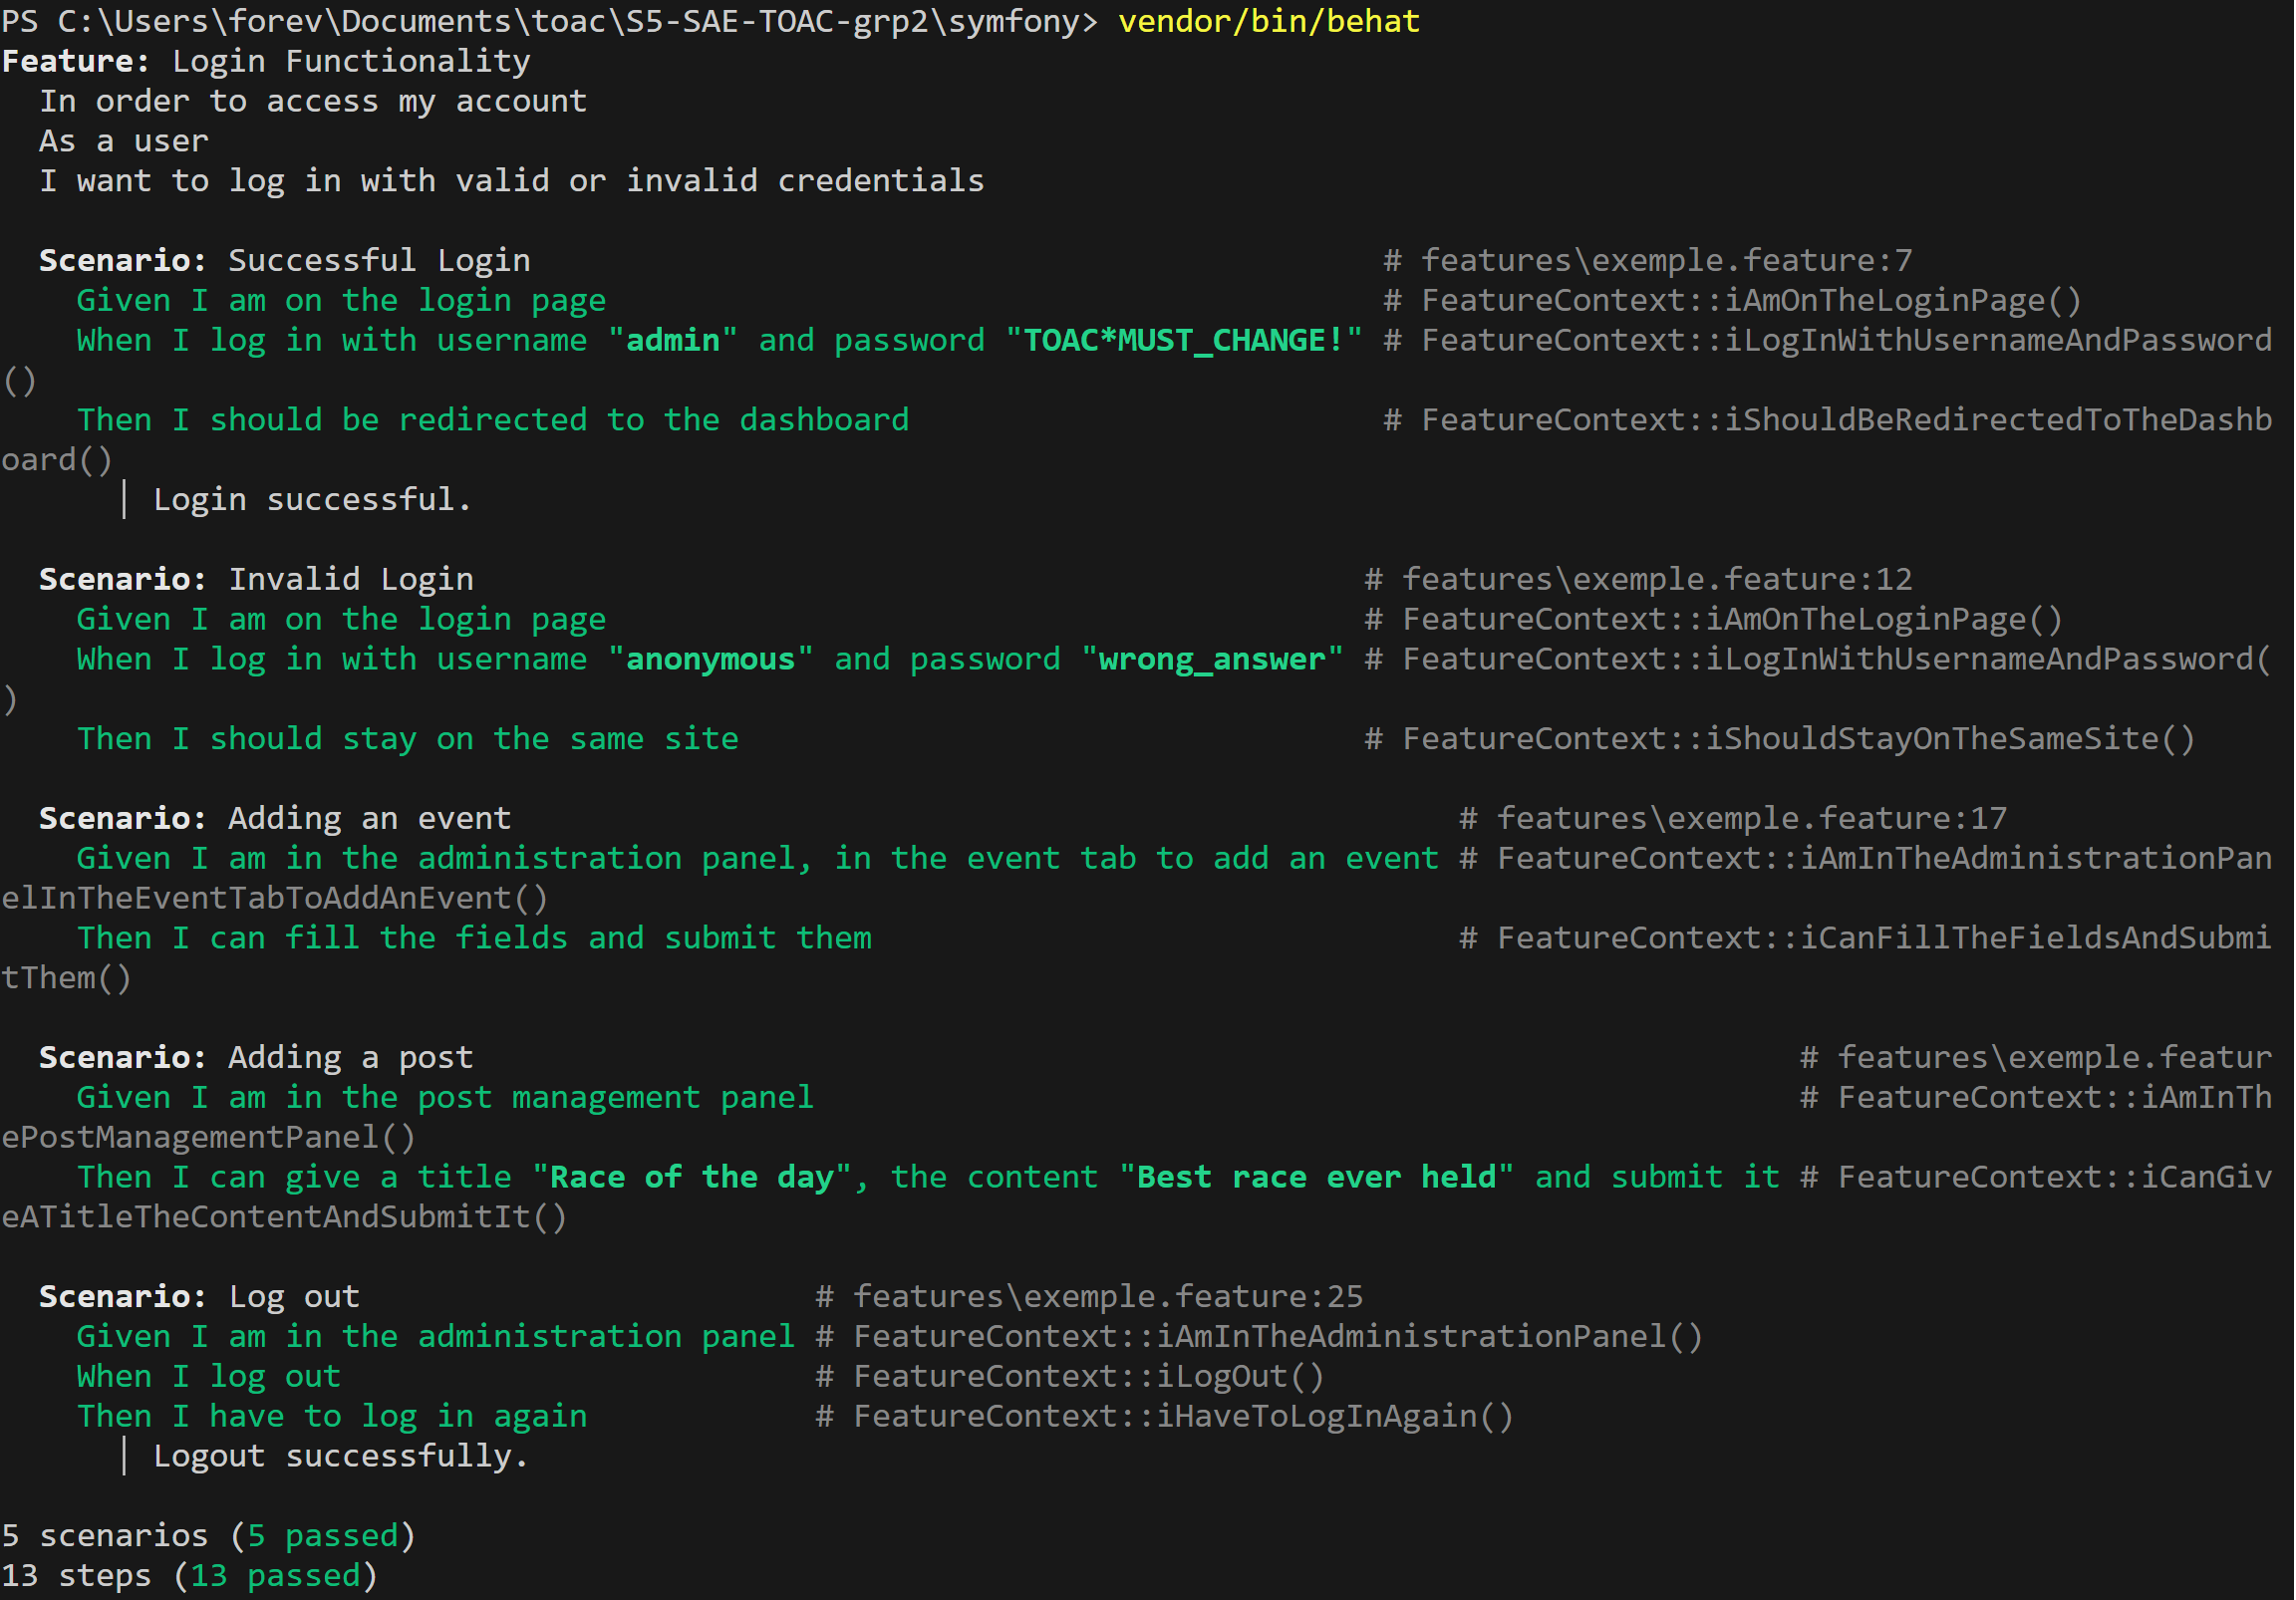 PS C:\Users\forev\Documents\toac\S5-SAE-TOAC-grp2\symfony> vendor/bin/behat
Feature: Login Functionality
  In order to access my account
  As a user
  I want to log in with valid or invalid credentials

  Scenario: Successful Login                                             # features\exemple.feature:7
    Given I am on the login page                                         # FeatureContext::iAmOnTheLoginPage()
    When I log in with username "admin" and password "TOAC*MUST_CHANGE!" # FeatureContext::iLogInWithUsernameAndPassword
()
    Then I should be redirected to the dashboard                         # FeatureContext::iShouldBeRedirectedToTheDashb
oard()
      │ Login successful.

  Scenario: Invalid Login                                               # features\exemple.feature:12
    Given I am on the login page                                        # FeatureContext::iAmOnTheLoginPage()
    When I log in with username "anonymous" and password "wrong_answer" # FeatureContext::iLogInWithUsernameAndPassword(
)
    Then I should stay on the same site                                 # FeatureContext::iShouldStayOnTheSameSite()

  Scenario: Adding an event                                                  # features\exemple.feature:17
    Given I am in the administration panel, in the event tab to add an event # FeatureContext::iAmInTheAdministrationPan
elInTheEventTabToAddAnEvent()
    Then I can fill the fields and submit them                               # FeatureContext::iCanFillTheFieldsAndSubmi
tThem()

  Scenario: Adding a post                                                                      # features\exemple.featur
    Given I am in the post management panel                                                    # FeatureContext::iAmInTh
ePostManagementPanel()
    Then I can give a title "Race of the day", the content "Best race ever held" and submit it # FeatureContext::iCanGiv
eATitleTheContentAndSubmitIt()

  Scenario: Log out                        # features\exemple.feature:25
    Given I am in the administration panel # FeatureContext::iAmInTheAdministrationPanel()
    When I log out                         # FeatureContext::iLogOut()
    Then I have to log in again            # FeatureContext::iHaveToLogInAgain()
      │ Logout successfully.

5 scenarios (5 passed)
13 steps (13 passed)